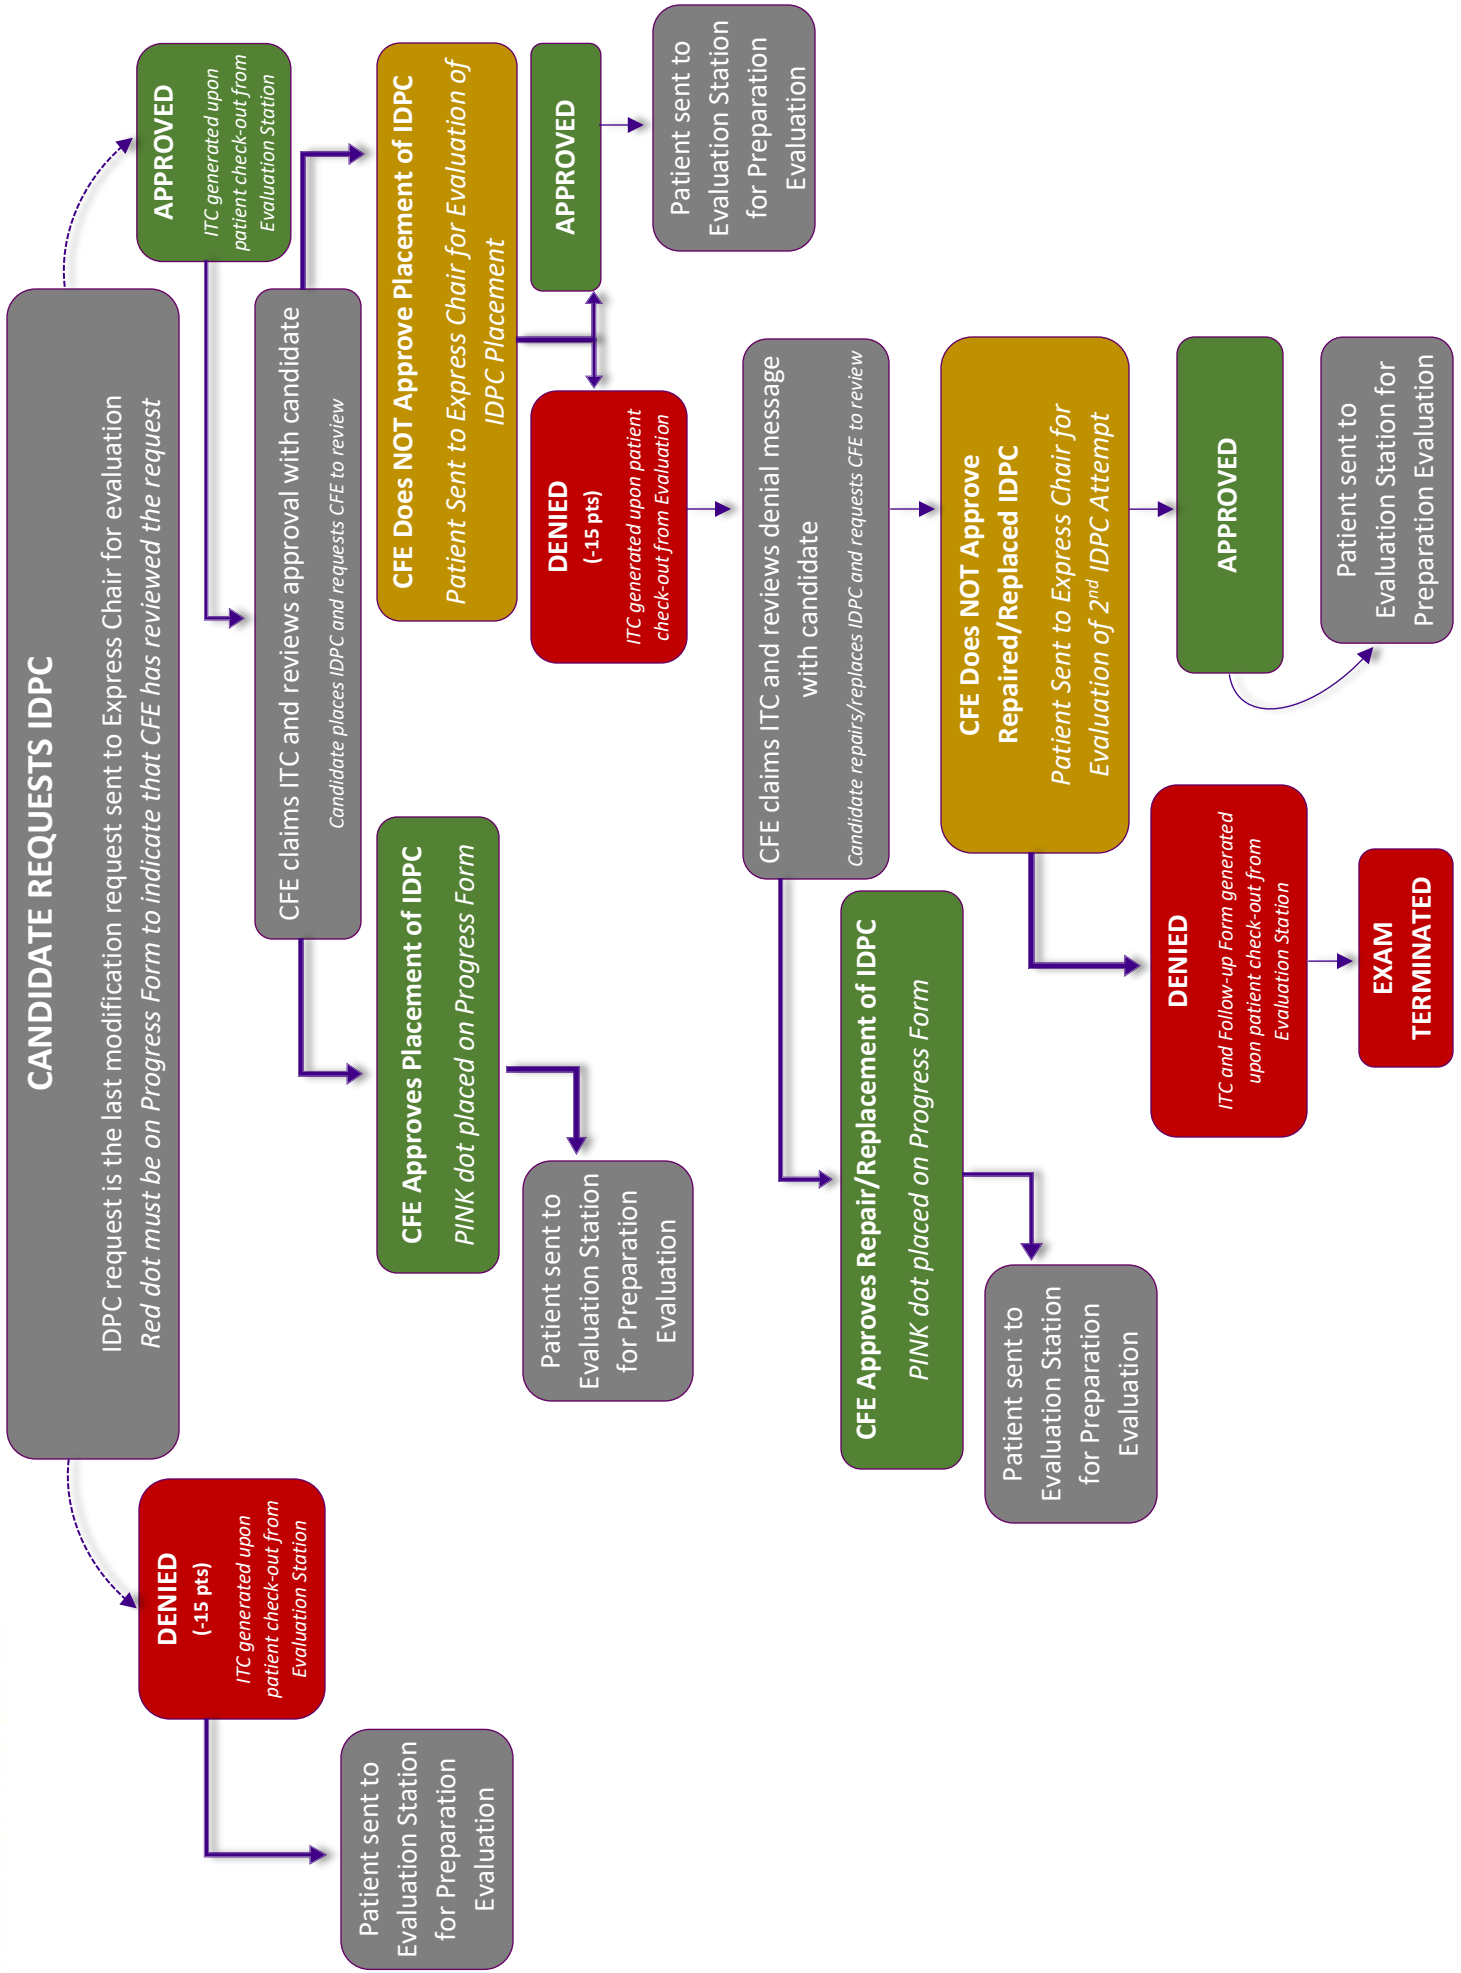 CANDIDATE REQUESTS IDPC
IDPC request is the last modification request sent to Express Chair for evaluation
Red dot must be on Progress Form to indicate that CFE has reviewed the request
DENIED
(-15 pts)
ITC generated upon
patient check-out from
Evaluation Station
Patient sent to
Evaluation Station
for Preparation
Evaluation
APPROVED
ITC generated upon
patient check-out from
Evaluation Station
CFE claims ITC and reviews approval with candidate
Candidate places IDPC and requests CFE to review
CFE Approves Placement of IDPC
PINK dot placed on Progress Form
Patient sent to
Evaluation Station
for Preparation
Evaluation
CFE Does NOT Approve Placement of IDPC
Patient Sent to Express Chair for Evaluation of
IDPC Placement
DENIED
(-15 pts)
ITC generated upon patient
check-out from Evaluation
APPROVED
Patient sent to
Evaluation Station
for Preparation
Evaluation
CFE claims ITC and reviews denial message
with candidate
Candidate repairs/replaces IDPC and requests CFE to review
CFE Approves Repair/Replacement of IDPC
PINK dot placed on Progress Form
Patient sent to
Evaluation Station
for Preparation
Evaluation
CFE Does NOT Approve
Repaired/Replaced IDPC
Patient Sent to Express Chair for
Evaluation of 2nd IDPC Attempt
DENIED
ITC and Follow-up Form generated
upon patient check-out from
Evaluation Station
EXAM
TERMINATED
APPROVED
Patient sent to
Evaluation Station for
Preparation Evaluation